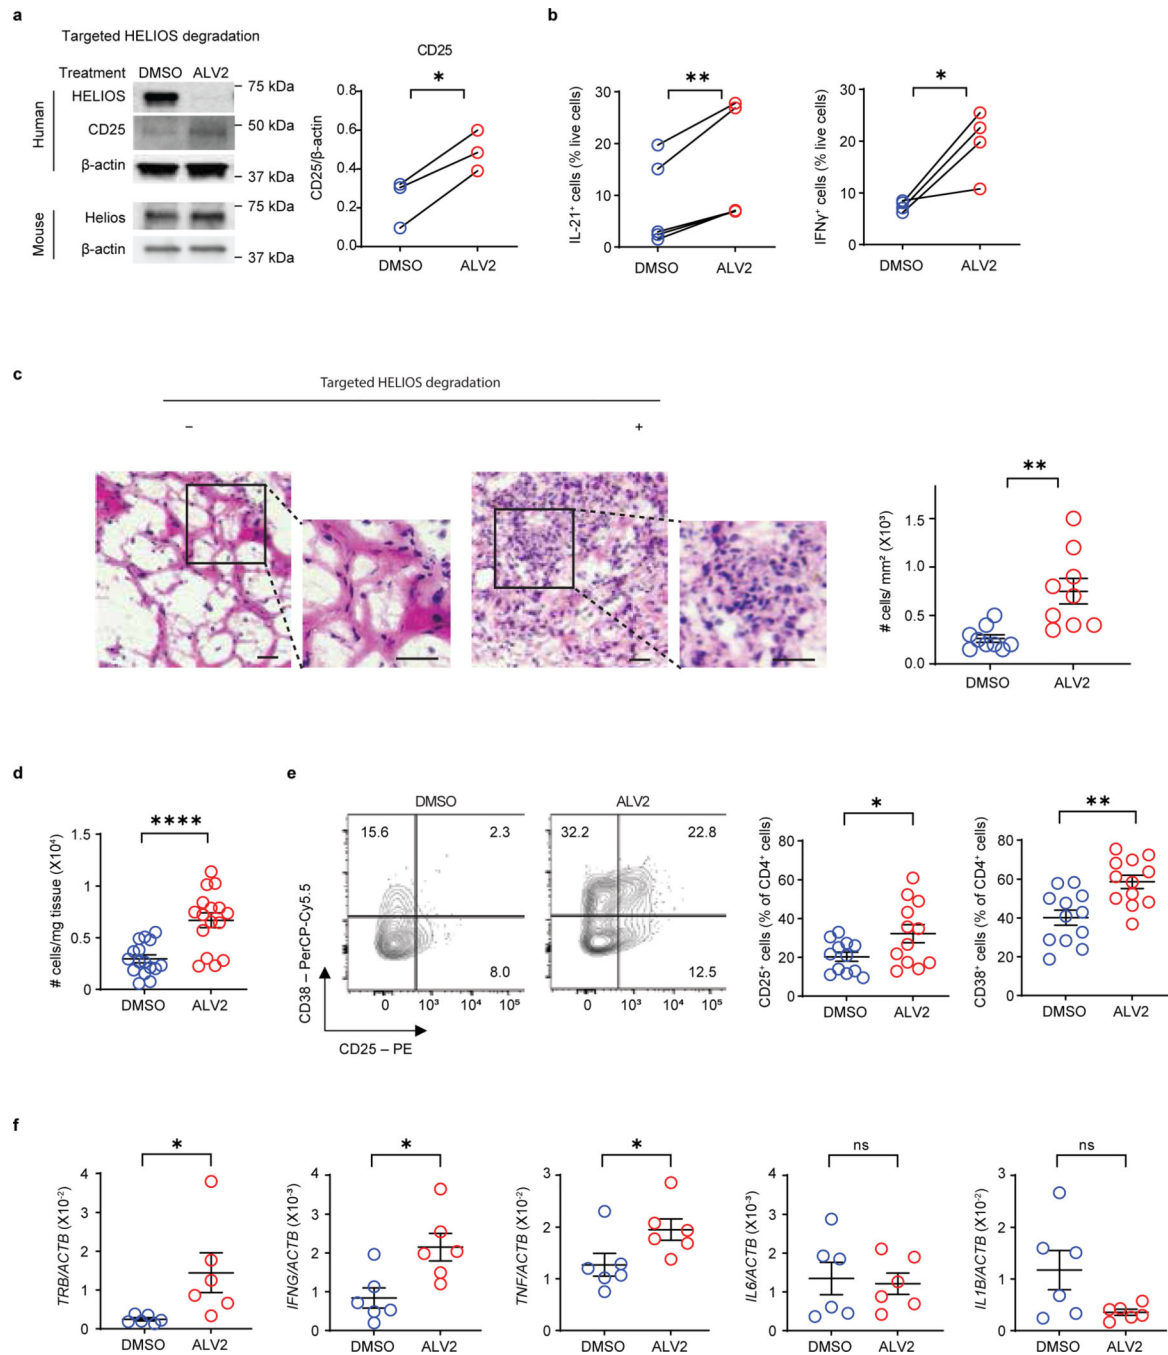 a
Targeted HELIOS degradation
Treatment DMSO ALV2
Human
HELIOS
75 kDa
CD25
50 kDa
β-actin
37 kDa
Mouse
Helios
75 kDa
β-actin
37 kDa
CD25
*
CD25/β-actin
0.8
0.6
0.4
0.2
0.0
DMSO ALV2
b
**
IL-21⁺ cells (% live cells)
30
20
10
0
DMSO ALV2
*
IFNγ⁺ cells (% live cells)
30
20
10
0
DMSO ALV2
c
Targeted HELIOS degradation
– +
**
# cells/ mm² (X10³)
1.5
1.0
0.5
0.0
DMSO ALV2
d
****
# cells/mg tissue (X10⁴)
1.5
1
0.5
0
DMSO ALV2
e
DMSO
15.6 2.3
8.0
0 10³ 10⁴ 10⁵
ALV2
32.2 22.8
12.5
0 10³ 10⁴ 10⁵
CD38 – PerCP-Cy5.5
CD25 – PE
*
CD25⁺ cells (% of CD4⁺ cells)
80
60
40
20
0
DMSO ALV2
**
CD38⁺ cells (% of CD4⁺ cells)
80
60
40
20
0
DMSO ALV2
f
*
TRB/ACTB (X10⁻²)
4
3
2
1
0
DMSO ALV2
*
IFNG/ACTB (X10⁻³)
4
3
2
1
0
DMSO ALV2
*
TNF/ACTB (X10⁻²)
3
2
1
0
DMSO ALV2
ns
IL6/ACTB (X10⁻³)
4
3
2
1
0
DMSO ALV2
ns
IL1B/ACTB (X10⁻²)
3
2
1
0
DMSO ALV2